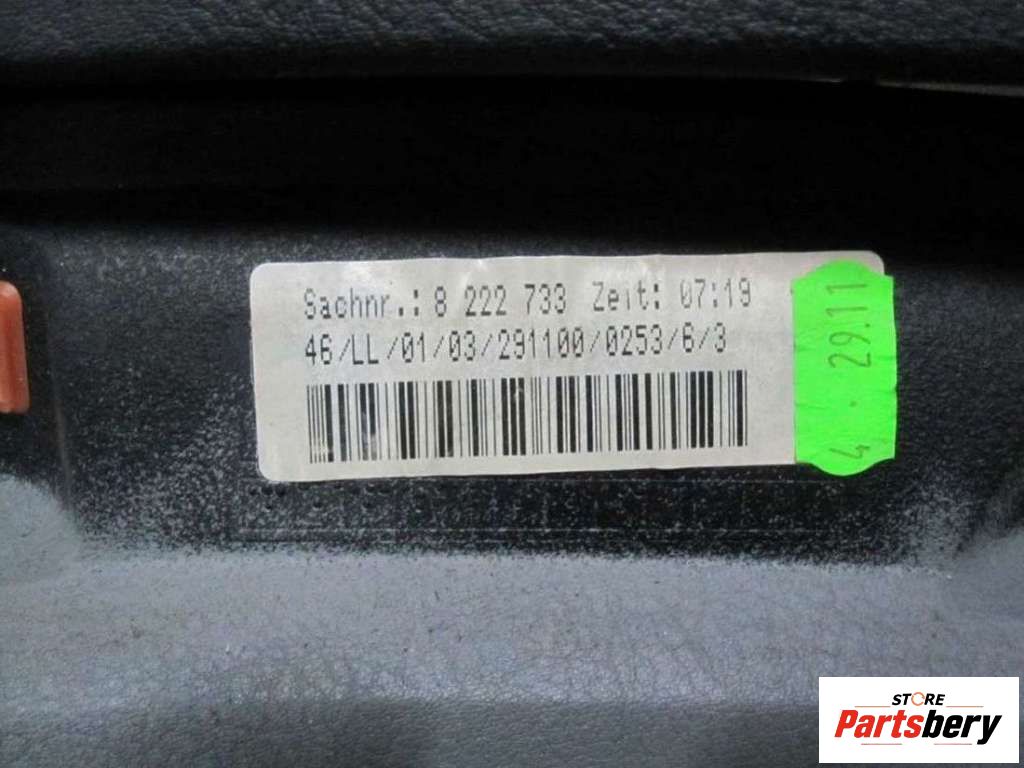 Sachnr.: 8 222 733 Zeit: 07:19
46/LL/01/03/291100/0253/6/3
4 . 29.11
STORE
Partsbery